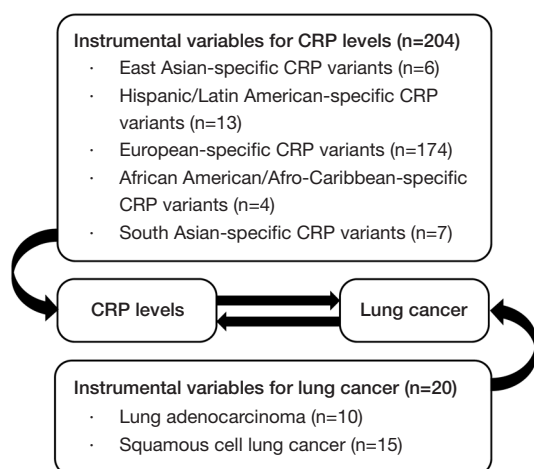 Instrumental variables for CRP levels (n=204)
· East Asian-specific CRP variants (n=6)
· Hispanic/Latin American-specific CRP
variants (n=13)
· European-specific CRP variants (n=174)
· African American/Afro-Caribbean-specific
CRP variants (n=4)
· South Asian-specific CRP variants (n=7)
CRP levels
Lung cancer
Instrumental variables for lung cancer (n=20)
· Lung adenocarcinoma (n=10)
· Squamous cell lung cancer (n=15)